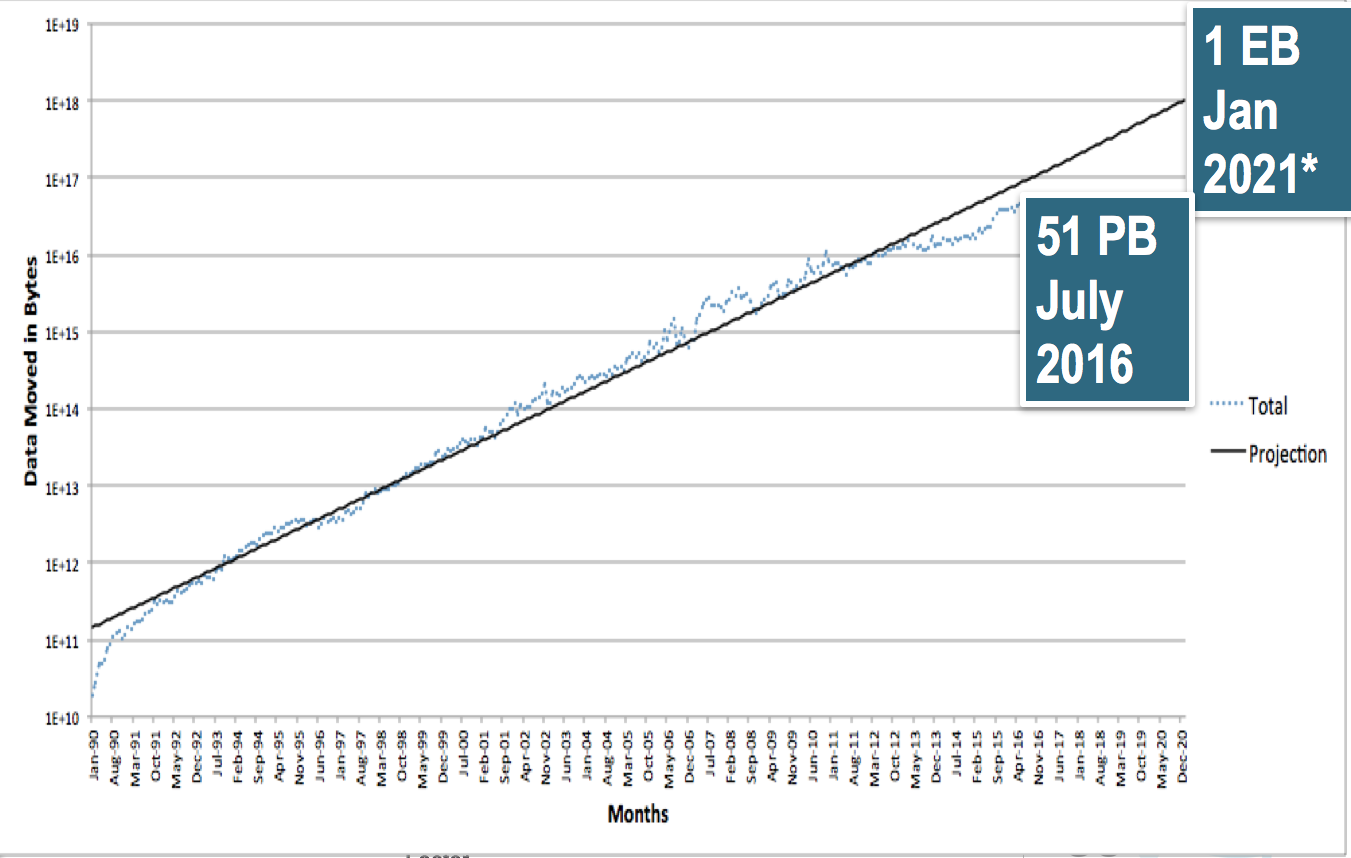 1E+19
1E+18
1E+17
1E+16
1E+15
1E+14
1E+13
1E+12
1E+11
1E+10
Data Moved in Bytes
1 EB
Jan
2021*
51 PB
July
2016
Total
Projection
Jan-90
Aug-90
Mar-91
Oct-91
May-92
Dec-92
Jul-93
Feb-94
Sep-94
Apr-95
Nov-95
Jun-96
Jan-97
Aug-97
Mar-98
Oct-98
May-99
Dec-99
Jul-00
Feb-01
Sep-01
Apr-02
Nov-02
Jun-03
Jan-04
Aug-04
Mar-05
Oct-05
May-06
Dec-06
Jul-07
Feb-08
Sep-08
Apr-09
Nov-09
Jun-10
Jan-11
Aug-11
Mar-12
Oct-12
May-13
Dec-13
Jul-14
Feb-15
Sep-15
Apr-16
Nov-16
Jun-17
Jan-18
Aug-18
Mar-19
Oct-19
May-20
Dec-20
Months